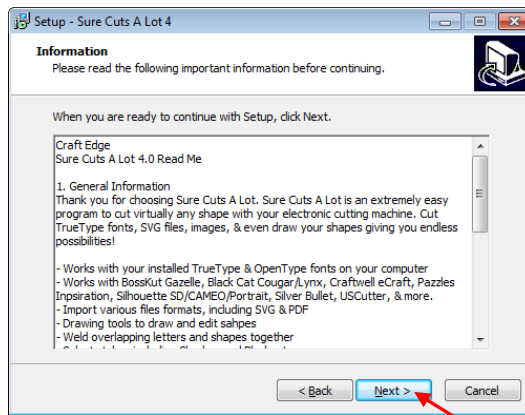 Setup - Sure Cuts A Lot 4
Information
Please read the following important information before continuing.
When you are ready to continue with Setup, click Next.
Craft Edge
Sure Cuts A Lot 4.0 Read Me
1. General Information
Thank you for choosing Sure Cuts A Lot. Sure Cuts A Lot is an extremely easy
program to cut virtually any shape with your electronic cutting machine. Cut
TrueType fonts, SVG files, images, & even draw your shapes giving you endless
possibilities!
- Works with your installed TrueType & OpenType fonts on your computer
- Works with BossKut Gazelle, Black Cat Cougar/Lynx, Craftwell eCraft, Pazzles
Inpsiration, Silhouette SD/CAMEO/Portrait, Silver Bullet, USCutter, & more.
- Import various files formats, including SVG & PDF
- Drawing tools to draw and edit sahpes
- Weld overlapping letters and shapes together
< Back
Next >
Cancel